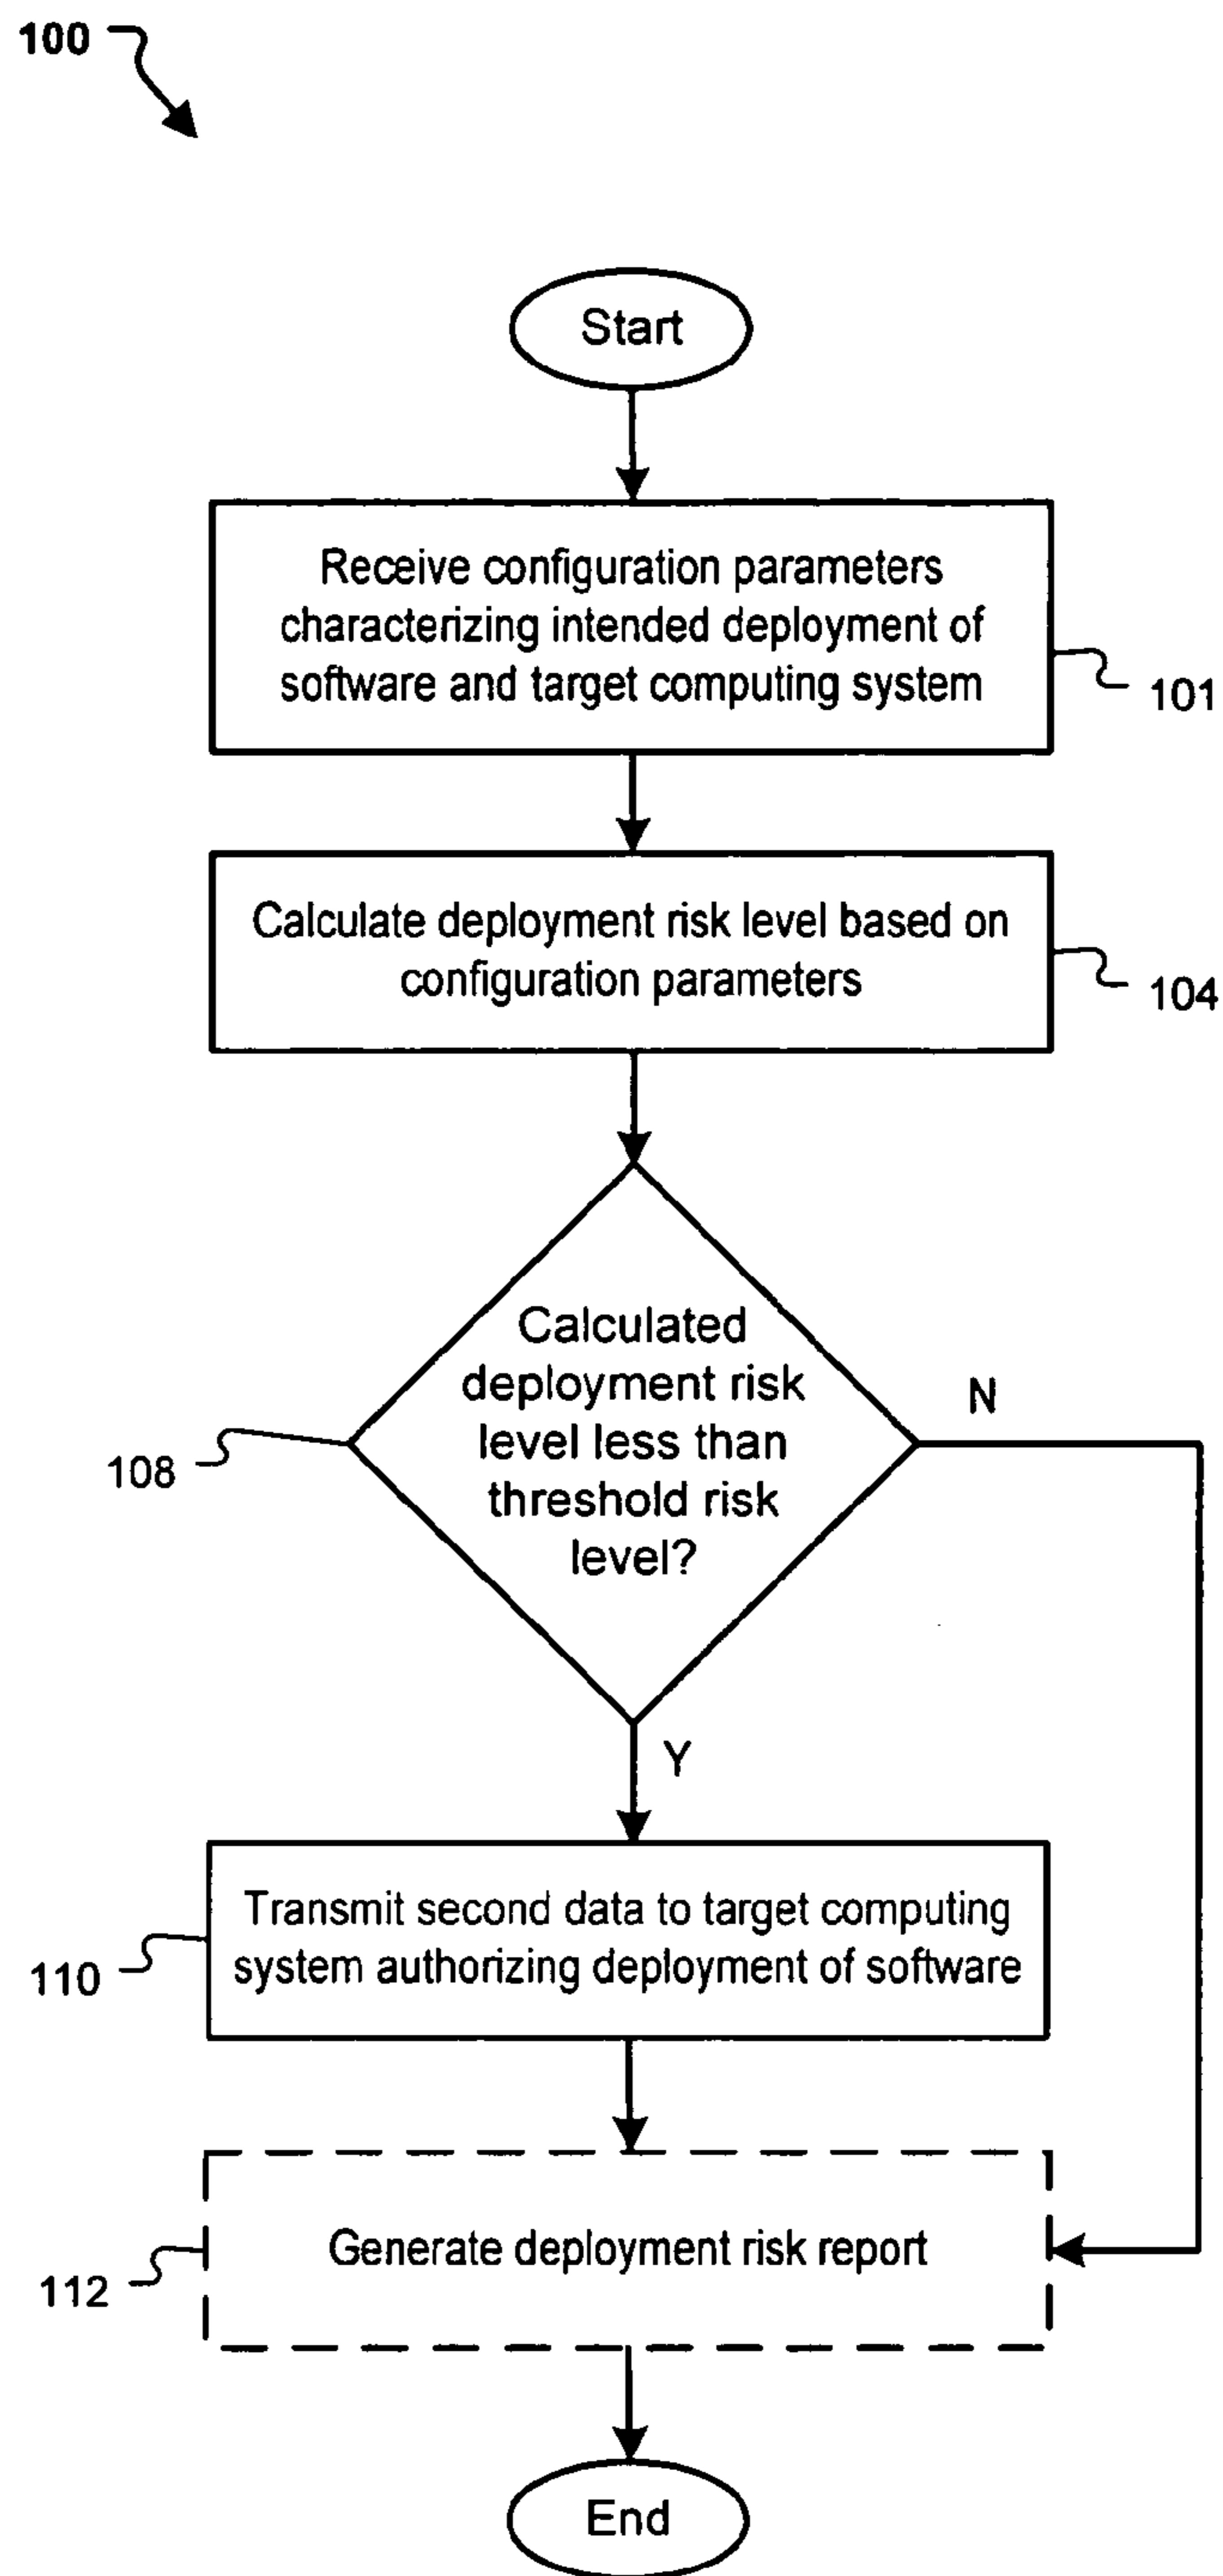 100
Start
Receive configuration parameters
characterizing intended deployment of
software and target computing system
101
Calculate deployment risk level based on
configuration parameters
104
Calculated
deployment risk
level less than
threshold risk
level?
108
N
Y
Transmit second data to target computing
system authorizing deployment of software
110
Generate deployment risk report
112
End